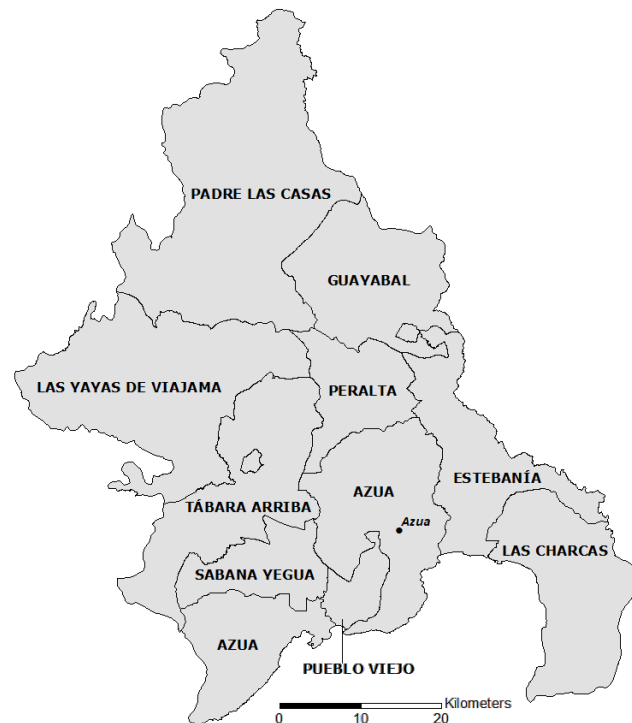 PADRE LAS CASAS
GUAYABAL
LAS YAYAS DE VIAJAMA
PERALTA
ESTEBANÍA
AZUA
TÁBARA ARRIBA
Azua
LAS CHARCAS
SABANA YEGUA
AZUA
PUEBLO VIEJO
Kilometers
0 10 20